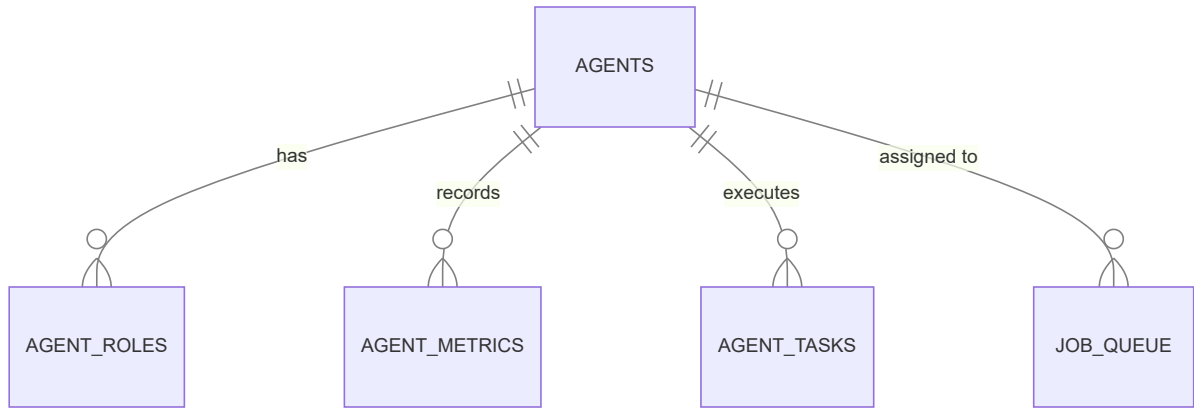 AGENTS
has
assigned to
records
executes
AGENT_ROLES
AGENT_METRICS
AGENT_TASKS
JOB_QUEUE